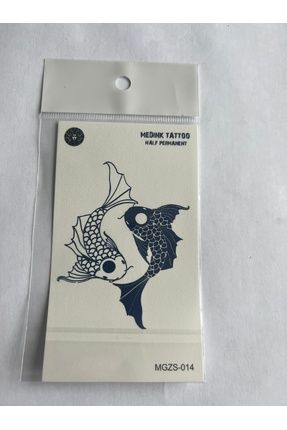 MEDINK TATTOO
HALF PERMANENT
MGZS-014